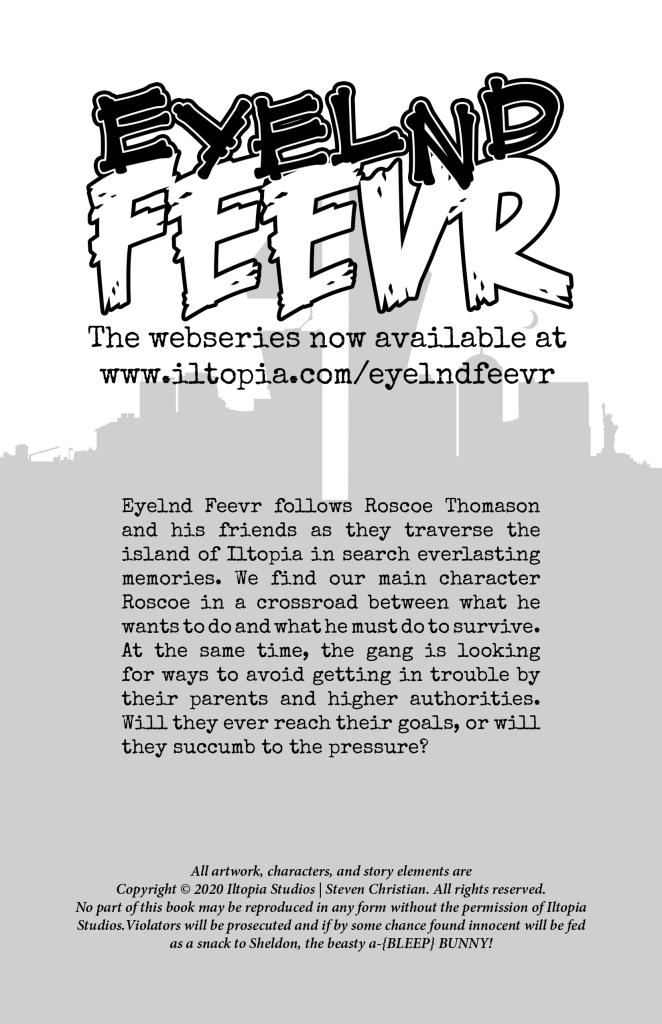 EYELND
FEEVR
The webseries now available at
www.iltopia.com/eyelndfeevr
Eyelnd Feevr follows Roscoe Thomason
and his friends as they traverse the
island of Iltopia in search everlasting
memories. We find our main character
Roscoe in a crossroad between what he
wants to do and what he must do to survive.
At the same time, the gang is looking
for ways to avoid getting in trouble by
their parents and higher authorities.
Will they ever reach their goals, or will
they succumb to the pressure?
All artwork, characters, and story elements are
Copyright © 2020 Iltopia Studios | Steven Christian. All rights reserved.
No part of this book may be reproduced in any form without the permission of Iltopia
Studios.Violators will be prosecuted and if by some chance found innocent will be fed
as a snack to Sheldon, the beasty a-{BLEEP} BUNNY!